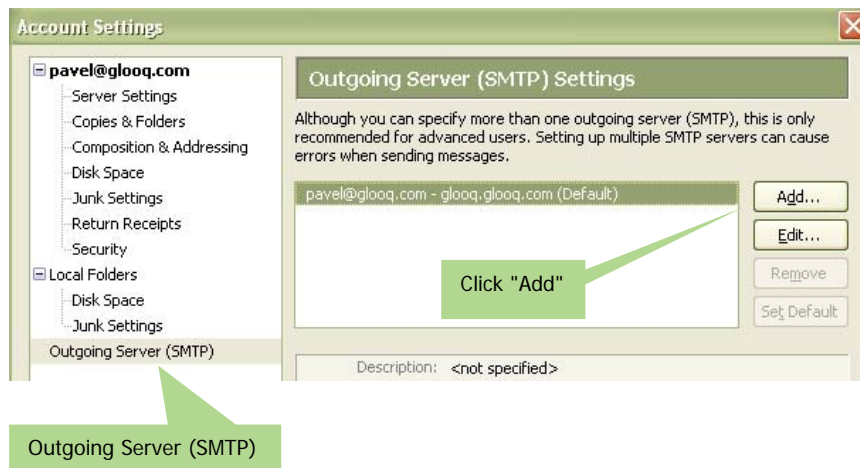 Account Settings
pavel@glooq.com
Server Settings
Copies & Folders
Composition & Addressing
Disk Space
Junk Settings
Return Receipts
Security
Local Folders
Disk Space
Junk Settings
Outgoing Server (SMTP)
Outgoing Server (SMTP) Settings
Although you can specify more than one outgoing server (SMTP), this is only
recommended for advanced users. Setting up multiple SMTP servers can cause
errors when sending messages.
pavel@glooq.com - glooq.glooq.com (Default)
Add...
Edit...
Remove
Set Default
Click "Add"
Description: <not specified>
Outgoing Server (SMTP)